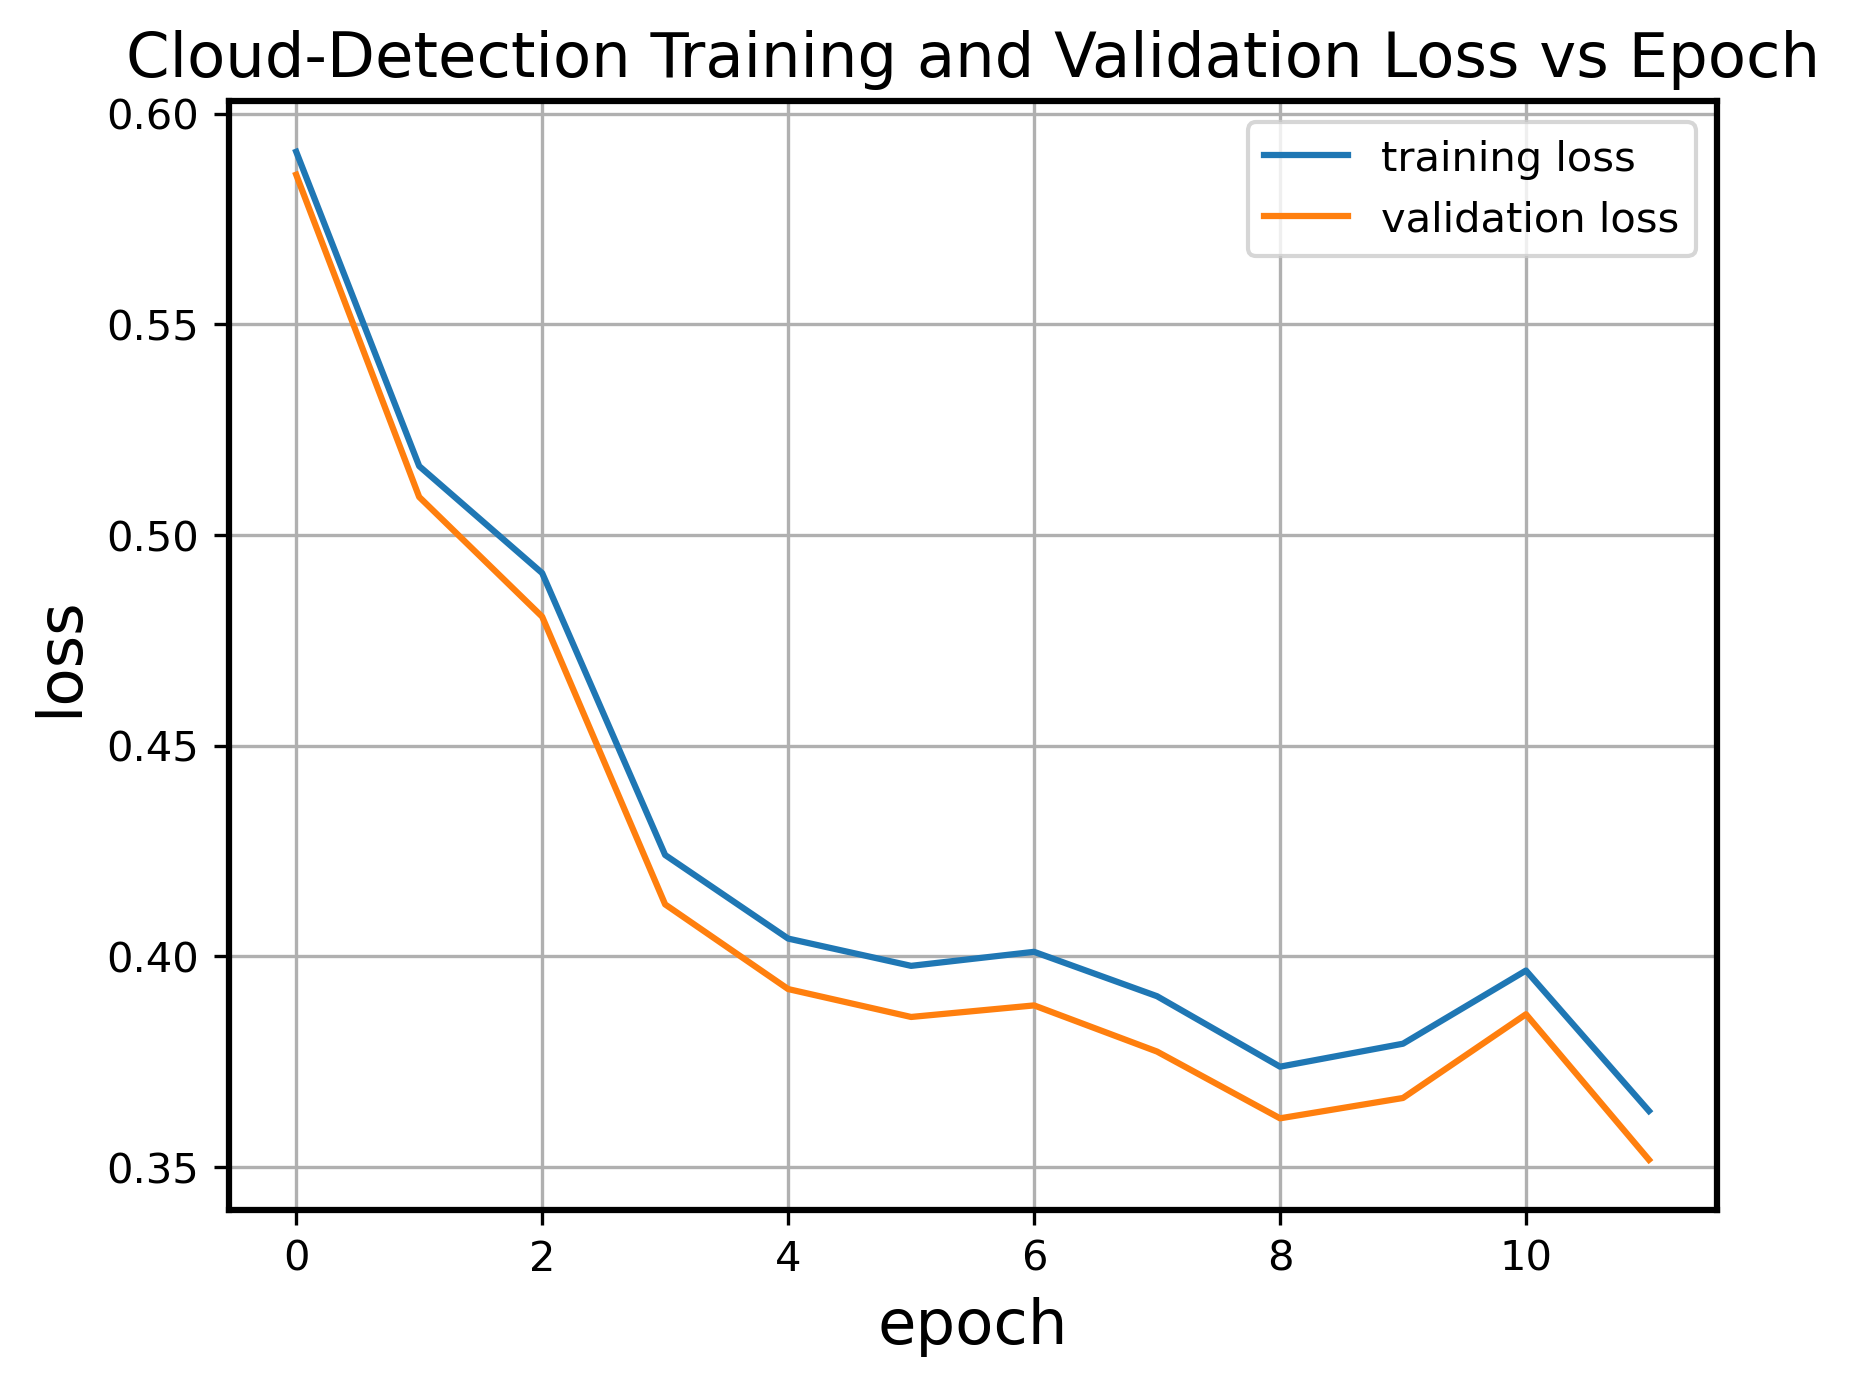 Cloud-Detection Training and Validation Loss vs Epoch
0.60
0.55
0.50
0.45
0.40
0.35
loss
training loss
validation loss
0 2 4 6 8 10
epoch